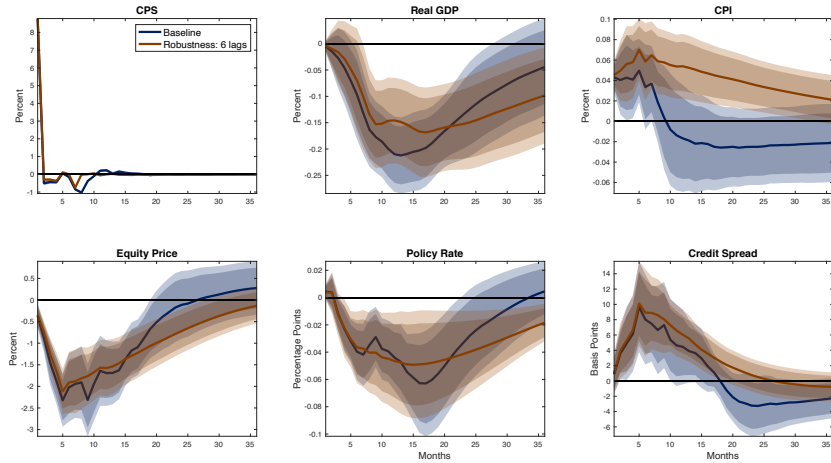 CPS
Percent
8
7
6
5
4
3
2
1
0
-1
5 10 15 20 25 30 35
Baseline
Robustness: 6 lags
Real GDP
Percent
0
-0.05
-0.1
-0.15
-0.2
-0.25
5 10 15 20 25 30 35
CPI
Percent
0.1
0.08
0.06
0.04
0.02
0
-0.02
-0.04
-0.06
5 10 15 20 25 30 35
Equity Price
Percent
0.5
0
-0.5
-1
-1.5
-2
-2.5
-3
5 10 15 20 25 30 35
Policy Rate
Percentage Points
0.02
0
-0.02
-0.04
-0.06
-0.08
-0.1
5 10 15 20 25 30 35
Months
Credit Spread
Basis Points
14
12
10
8
6
4
2
0
-2
-4
-6
5 10 15 20 25 30 35
Months